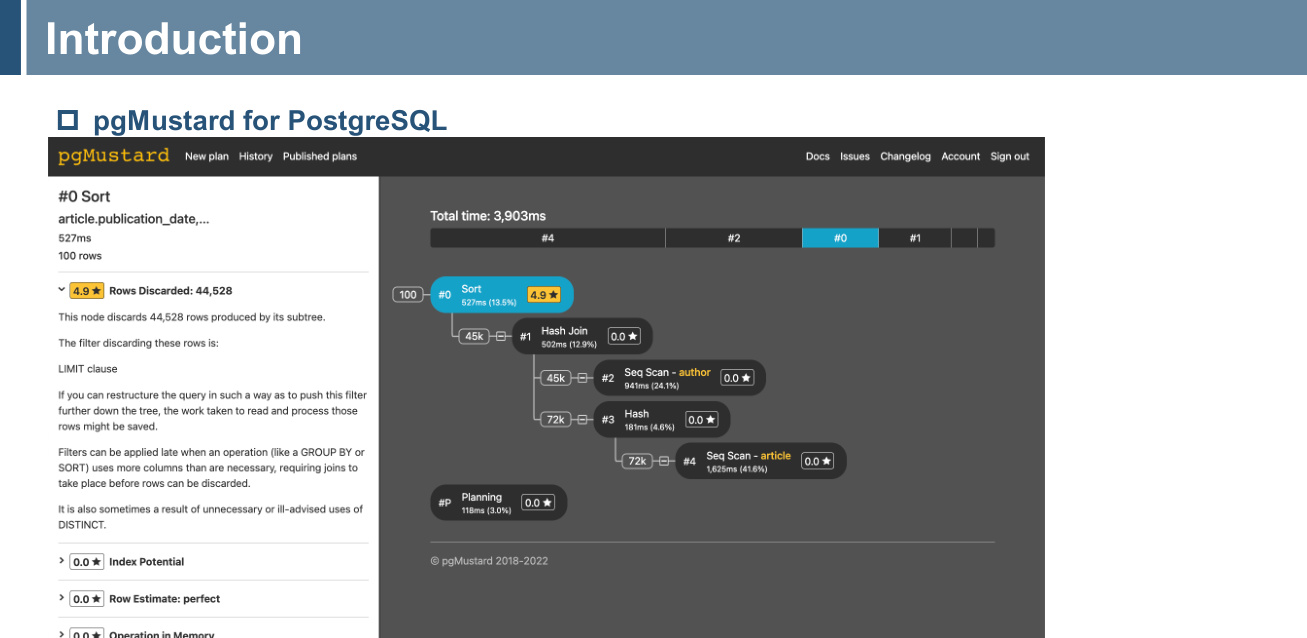 Introduction
pgMustard for PostgreSQL
pgMustard New plan History Published plans Docs Issues Changelog Account Sign out
#0 Sort
article.publication_date,...
527ms
100 rows
4.9 ★ Rows Discarded: 44,528
This node discards 44,528 rows produced by its subtree.
The filter discarding these rows is:
LIMIT clause
If you can restructure the query in such a way as to push this filter
further down the tree, the work taken to read and process those
rows might be saved.
Filters can be applied late when an operation (like a GROUP BY or
SORT) uses more columns than are necessary, requiring joins to
take place before rows can be discarded.
It is also sometimes a result of unnecessary or ill-advised uses of
DISTINCT.
0.0 ★ Index Potential
0.0 ★ Row Estimate: perfect
0.0 ★ Operation in Memory
Total time: 3,903ms
#4 #2 #0 #1
100 #0 Sort 4.9 ★
527ms (13.5%)
45k #1 Hash Join 0.0 ★
502ms (12.9%)
45k #2 Seq Scan - author 0.0 ★
941ms (24.1%)
72k #3 Hash 0.0 ★
181ms (4.6%)
72k #4 Seq Scan - article 0.0 ★
1,625ms (41.6%)
#P Planning 0.0 ★
118ms (3.0%)
© pgMustard 2018-2022